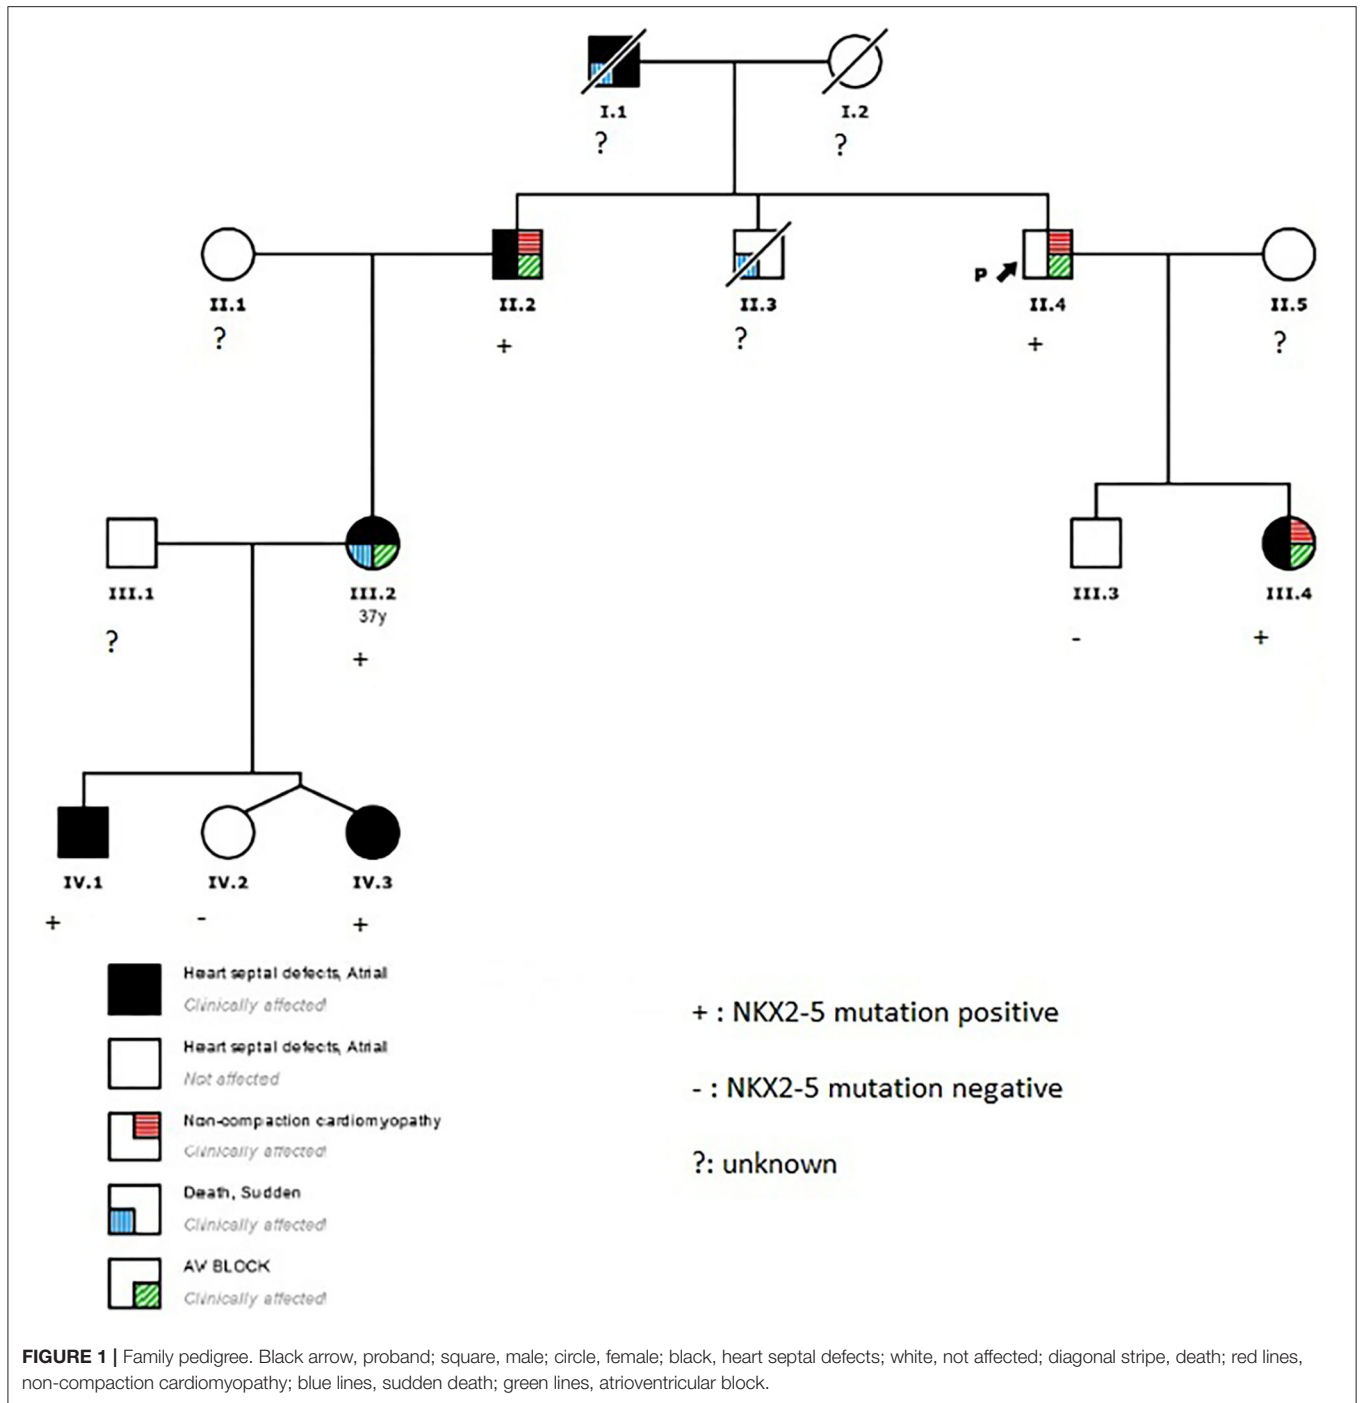 I.1
I.2
?
?
P
II.1
II.2
II.3
II.4
II.5
?
+
?
+
?
III.1
III.2
III.3
III.4
37y
?
+
-
+
IV.1
IV.2
IV.3
+
-
+
Heart septal defects, Atrial
Clinically affected
Heart septal defects, Atrial
Not affected
Non-compaction cardiomyopathy
Clinically affected
Death, Sudden
Clinically affected
AV BLOCK
Clinically affected
+ : NKX2-5 mutation positive
- : NKX2-5 mutation negative
?: unknown
FIGURE 1 | Family pedigree. Black arrow, proband; square, male; circle, female; black, heart septal defects; white, not affected; diagonal stripe, death; red lines,
non-compaction cardiomyopathy; blue lines, sudden death; green lines, atrioventricular block.